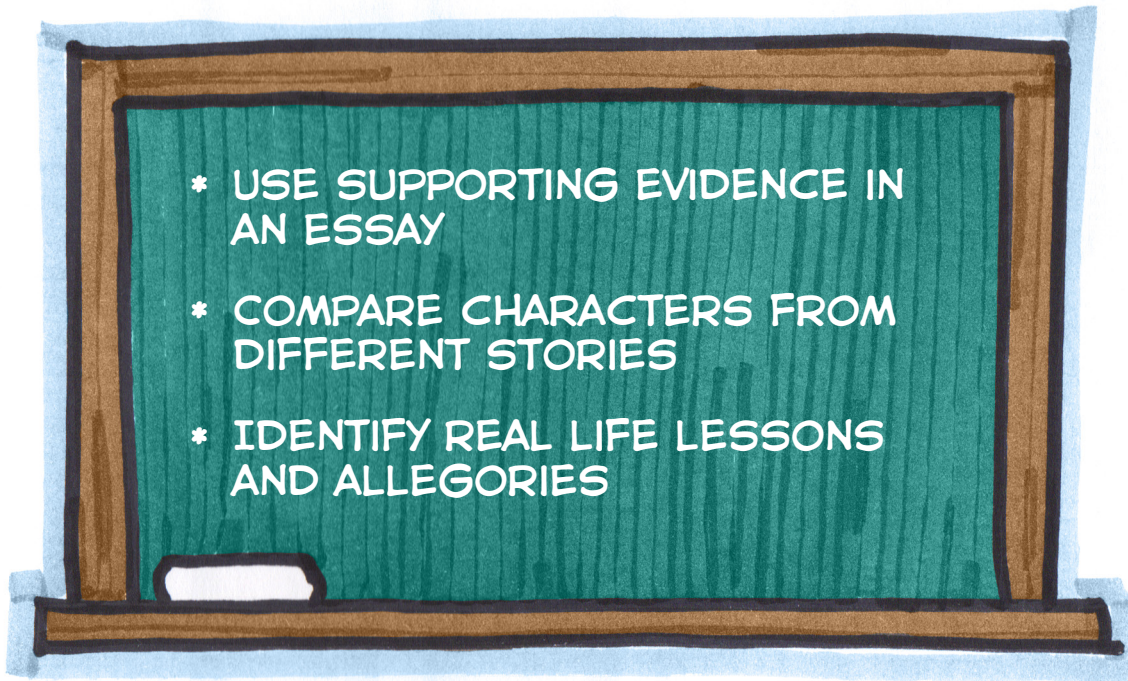 * USE SUPPORTING EVIDENCE IN
AN ESSAY
* COMPARE CHARACTERS FROM
DIFFERENT STORIES
* IDENTIFY REAL LIFE LESSONS
AND ALLEGORIES